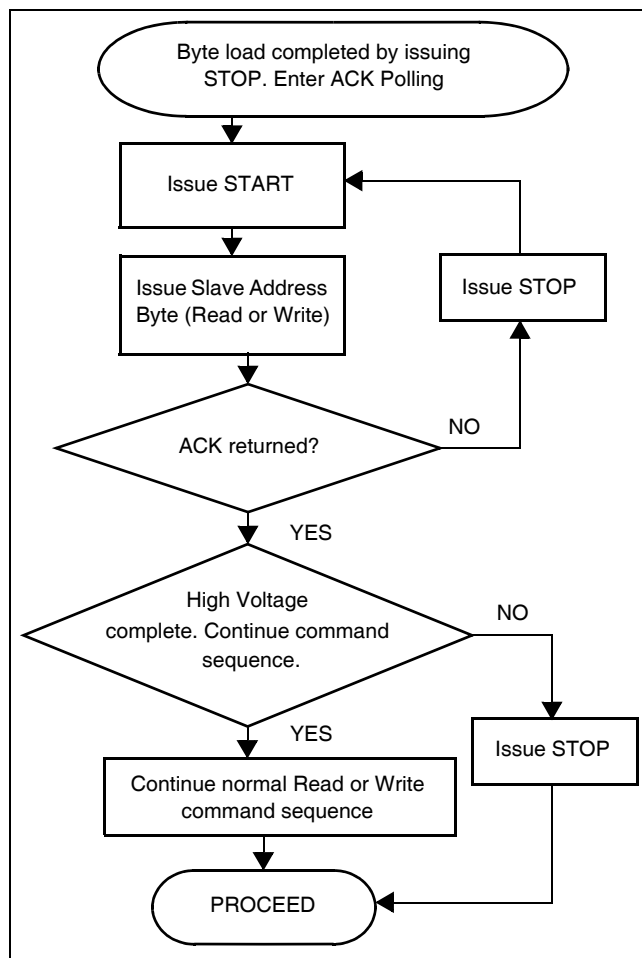 Byte load completed by issuing
STOP. Enter ACK Polling
Issue START
Issue Slave Address
Byte (Read or Write)
Issue STOP
ACK returned?
NO
YES
High Voltage
complete. Continue command
sequence.
NO
YES
Issue STOP
Continue normal Read or Write
command sequence
PROCEED